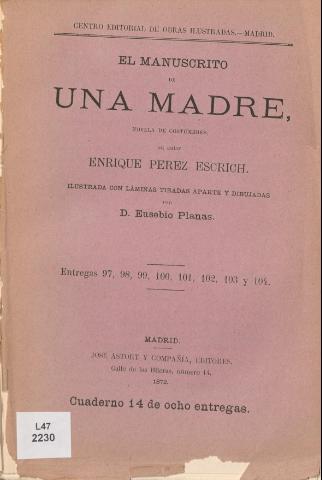 CENTRO EDITORIAL DE OBRAS ILUSTRADAS.—MADRID.
EL MANUSCRITO
DE
UNA MADRE,
NOVELA DE COSTUMBRES,
su autor
ENRIQUE PEREZ ESCRICH.
ILUSTRADA CON LÁMINAS TIRADAS APARTE Y DIBUJADAS
POR
D. Eusebio Planas.
Entregas 97, 98, 99, 100, 101, 102, 103 y 104.
MADRID.
JOSÉ ASTORT Y COMPAÑÍA, EDITORES.
Calle de las Hileras, número 14.
1872.
Cuaderno 14 de ocho entregas.
L47
2230